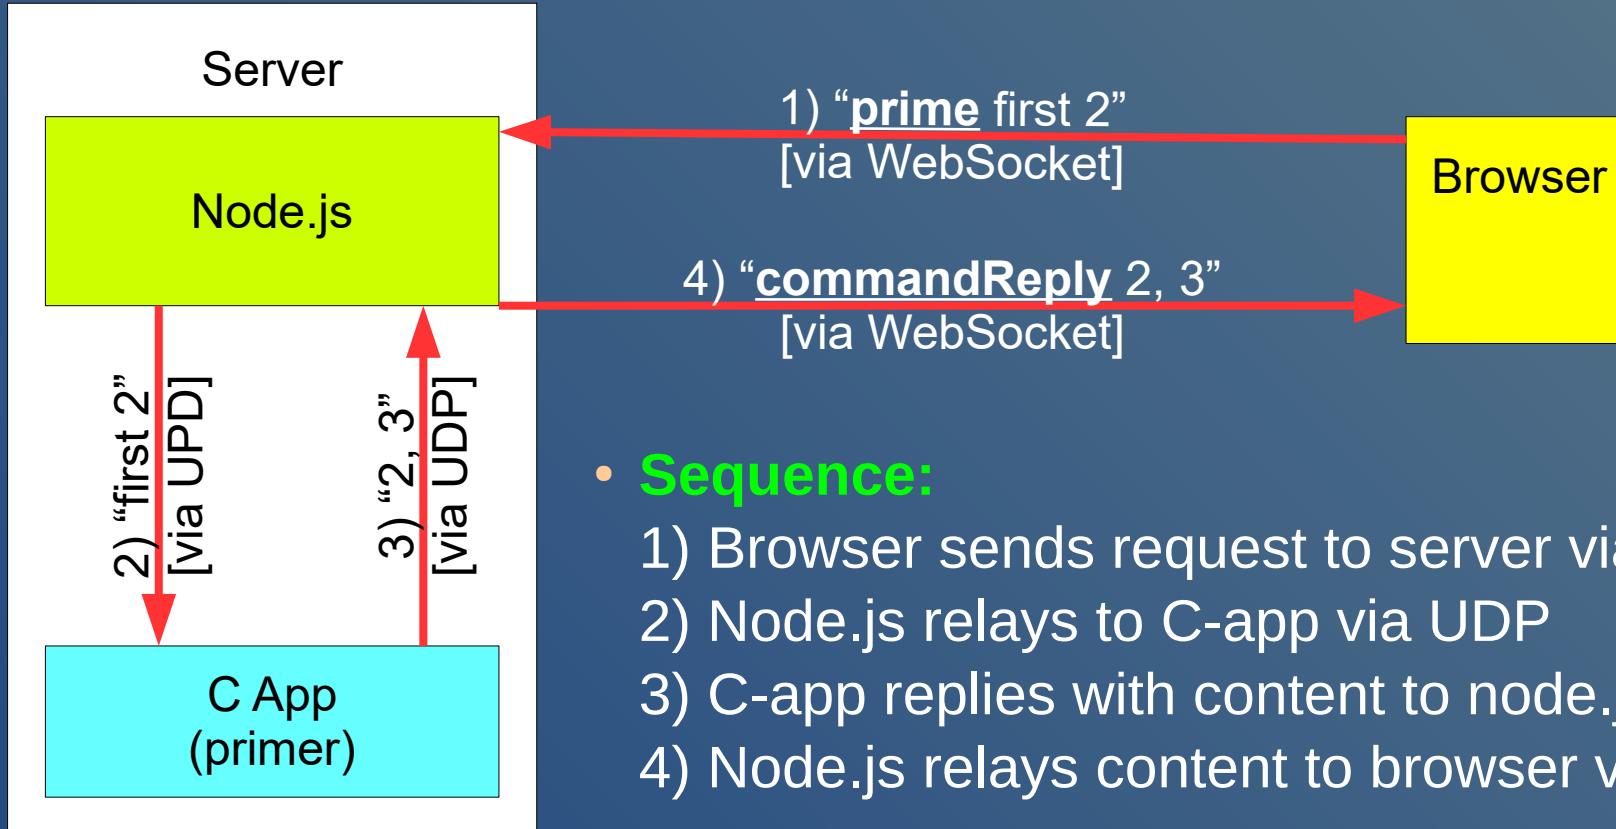 Server
Node.js
1) “prime first 2”
[via WebSocket]
Browser
4) “commandReply 2, 3”
[via WebSocket]
2) “first 2”
[via UPD]
3) “2, 3”
[via UDP]
C App
(primer)
• Sequence:
1) Browser sends request to server via
2) Node.js relays to C-app via UDP
3) C-app replies with content to node.
4) Node.js relays content to browser